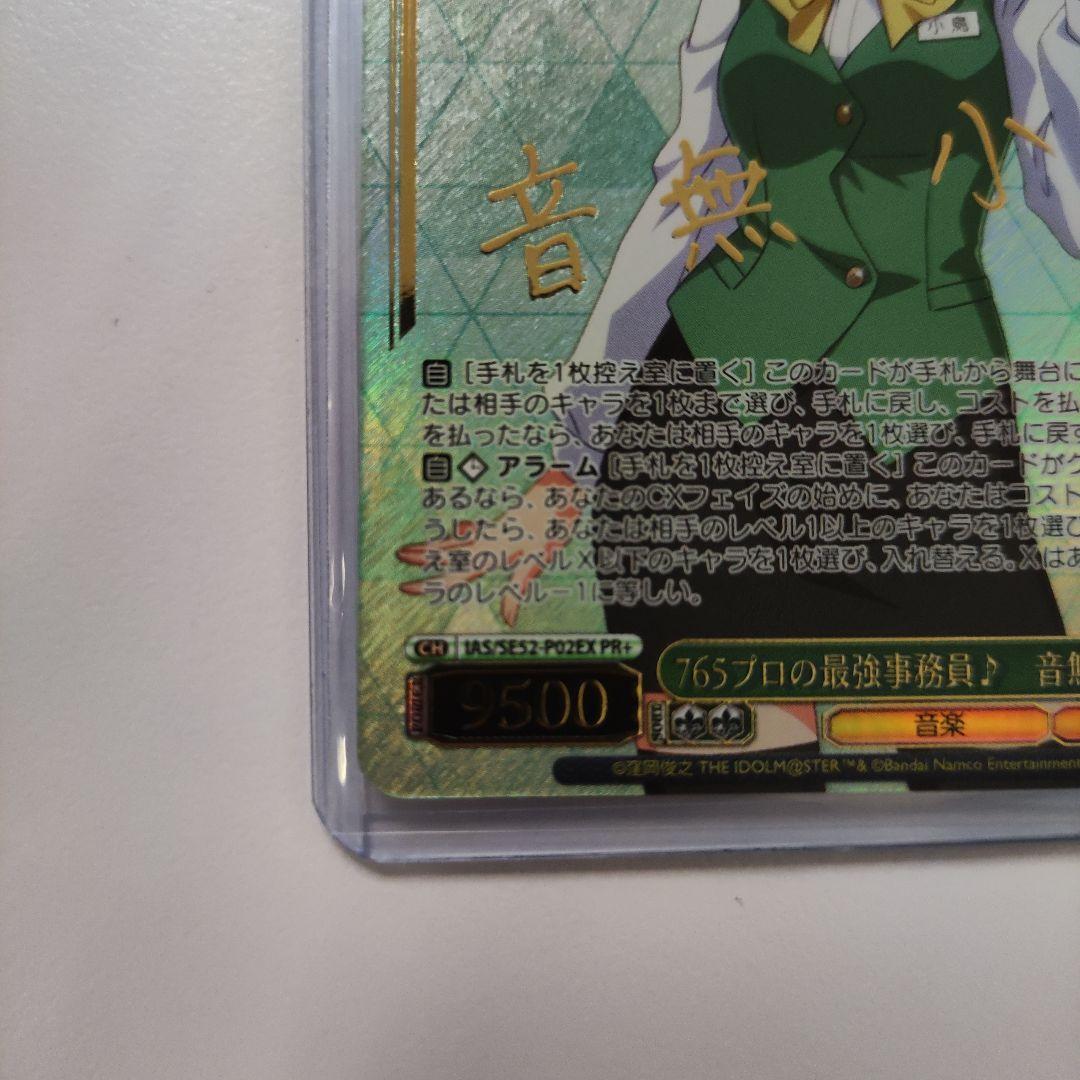 小鳥
音無小
自［手札を1枚控え室に置く］このカードが手札から舞台に
たは相手のキャラを1枚まで選び、手札に戻し、コストを払
を払ったなら、あなたは相手のキャラを1枚選び、手札に戻す
自 アラーム［手札を1枚控え室に置く］このカードがク
あるなら、あなたのCXフェイズの始めに、あなたはコスト
うしたら、あなたは相手のレベル1以上のキャラを1枚選び
え室のレベルX以下のキャラを1枚選び、入れ替える。Xはあ
ラのレベル－1に等しい。
CH IAS/SE52-P02EX PR+
765プロの最強事務員♪ 音無
POWER 9500
SOUL 音楽
©窪岡俊之 THE IDOLM@STER™& ©Bandai Namco Entertainment